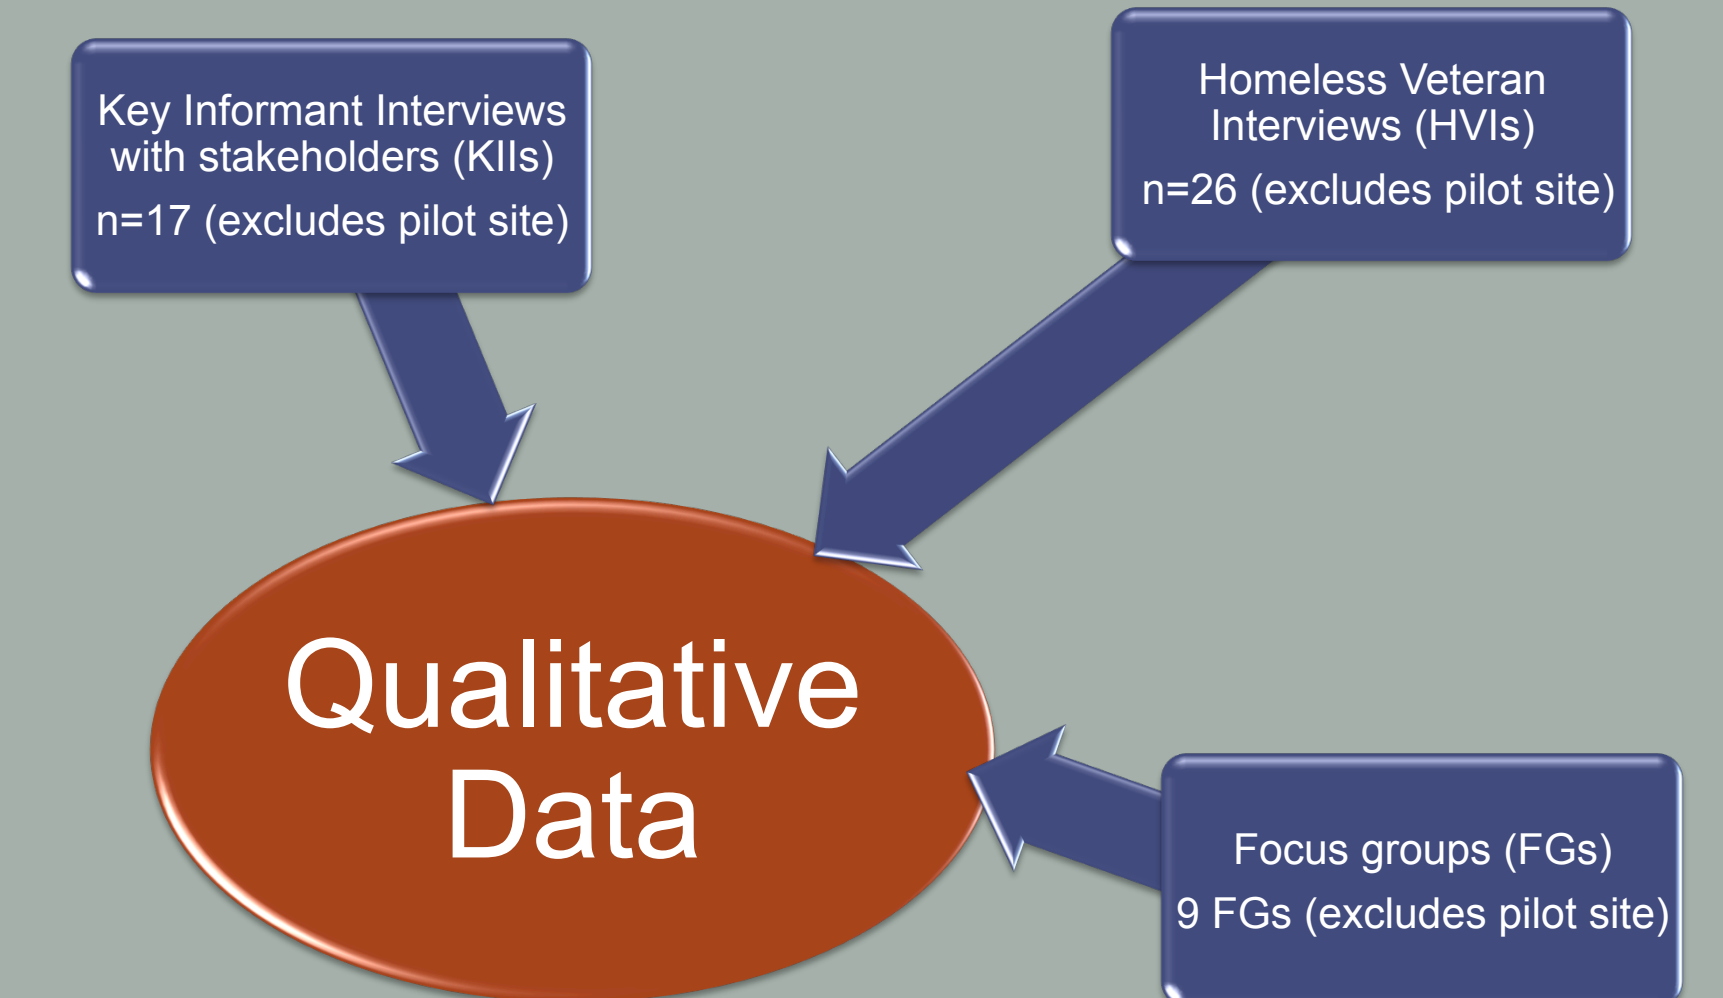 Key Informant Interviews
with stakeholders (KIIs)
n=17 (excludes pilot site)
Homeless Veteran
Interviews (HVIs)
n=26 (excludes pilot site)
Qualitative
Data
Focus groups (FGs)
9 FGs (excludes pilot site)